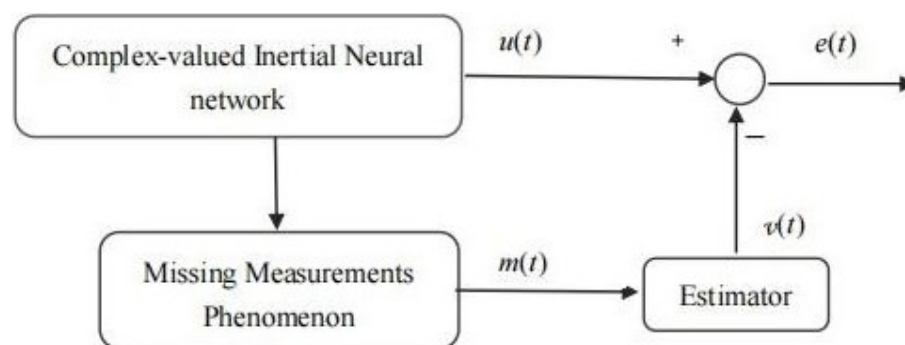 Complex-valued Inertial Neural
network
u(t)
+
e(t)
−
v(t)
Missing Measurements
Phenomenon
m(t)
Estimator